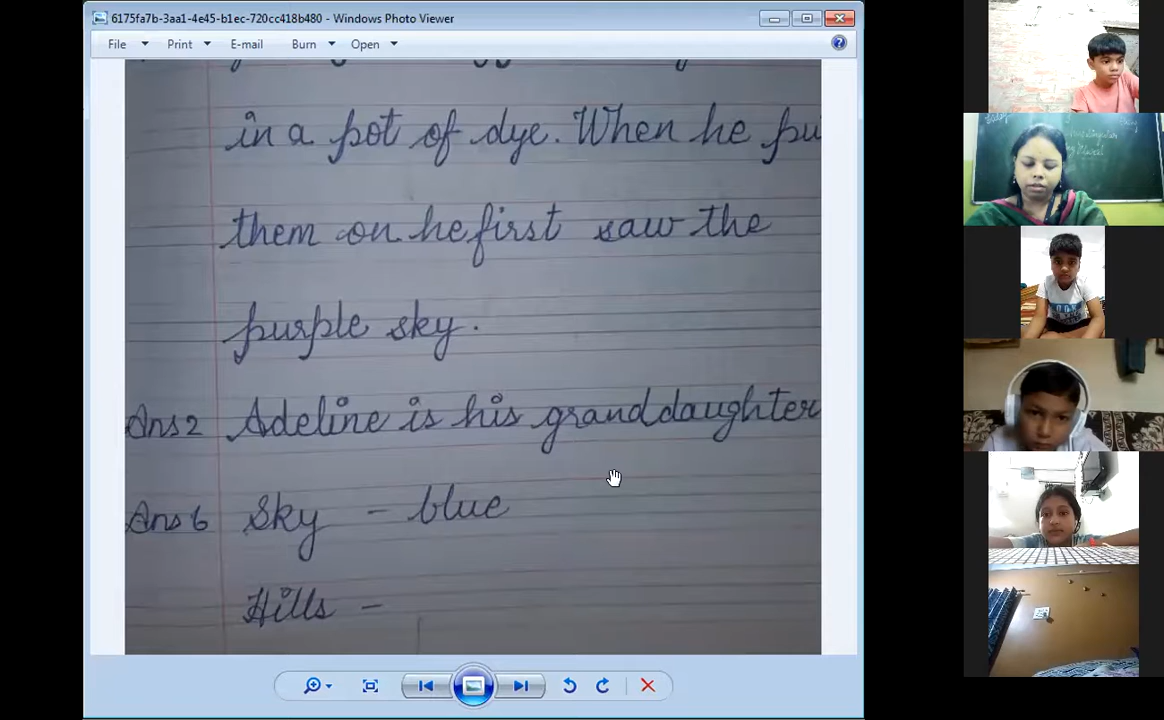 6175fa7b-3aa1-4e45-b1ec-720cc418b480 - Windows Photo Viewer
File Print E-mail Burn Open
in a pot of dye. When he pu
them on he first saw the
purple sky.
Ans 2 Adeline is his granddaughter
Ans 6 Sky - blue
Hills -